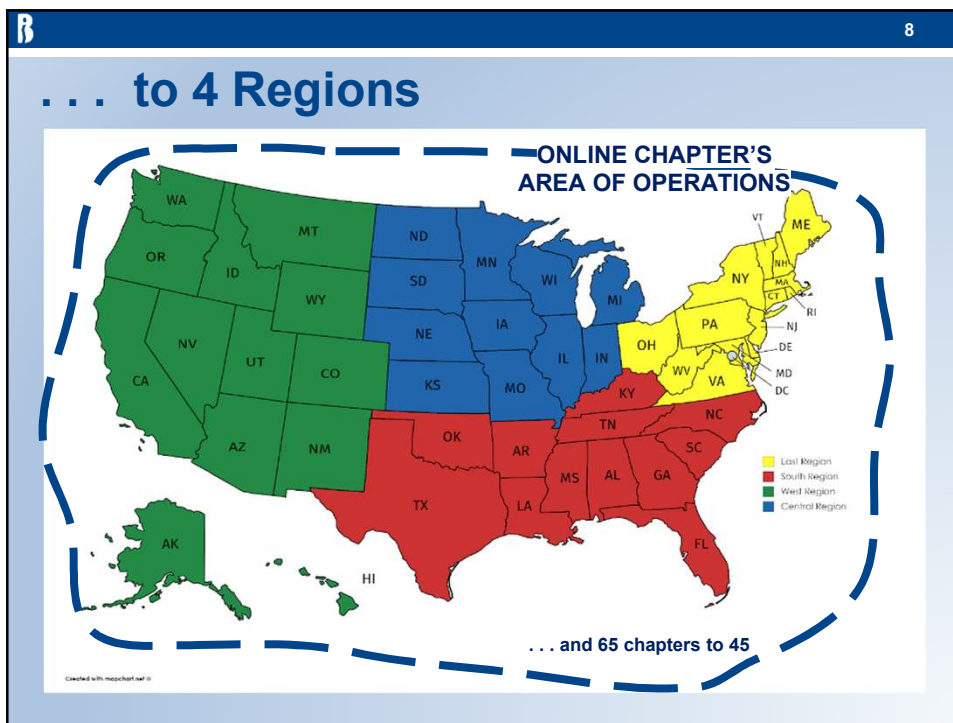 8
. . . to 4 Regions
ONLINE CHAPTER'S
AREA OF OPERATIONS
WA
MT
ND
MN
VT
ME
OR
ID
SD
WI
MI
NY
NH
MA
CT
RI
WY
NE
IA
PA
NJ
NV
UT
CO
IL
IN
OH
WV
VA
DE
MD
DC
CA
KS
MO
KY
AZ
NM
OK
AR
TN
NC
SC
TX
LA
MS
AL
GA
FL
East Region
South Region
West Region
Central Region
AK
HI
. . . and 65 chapters to 45
Created with mapchart.net ©